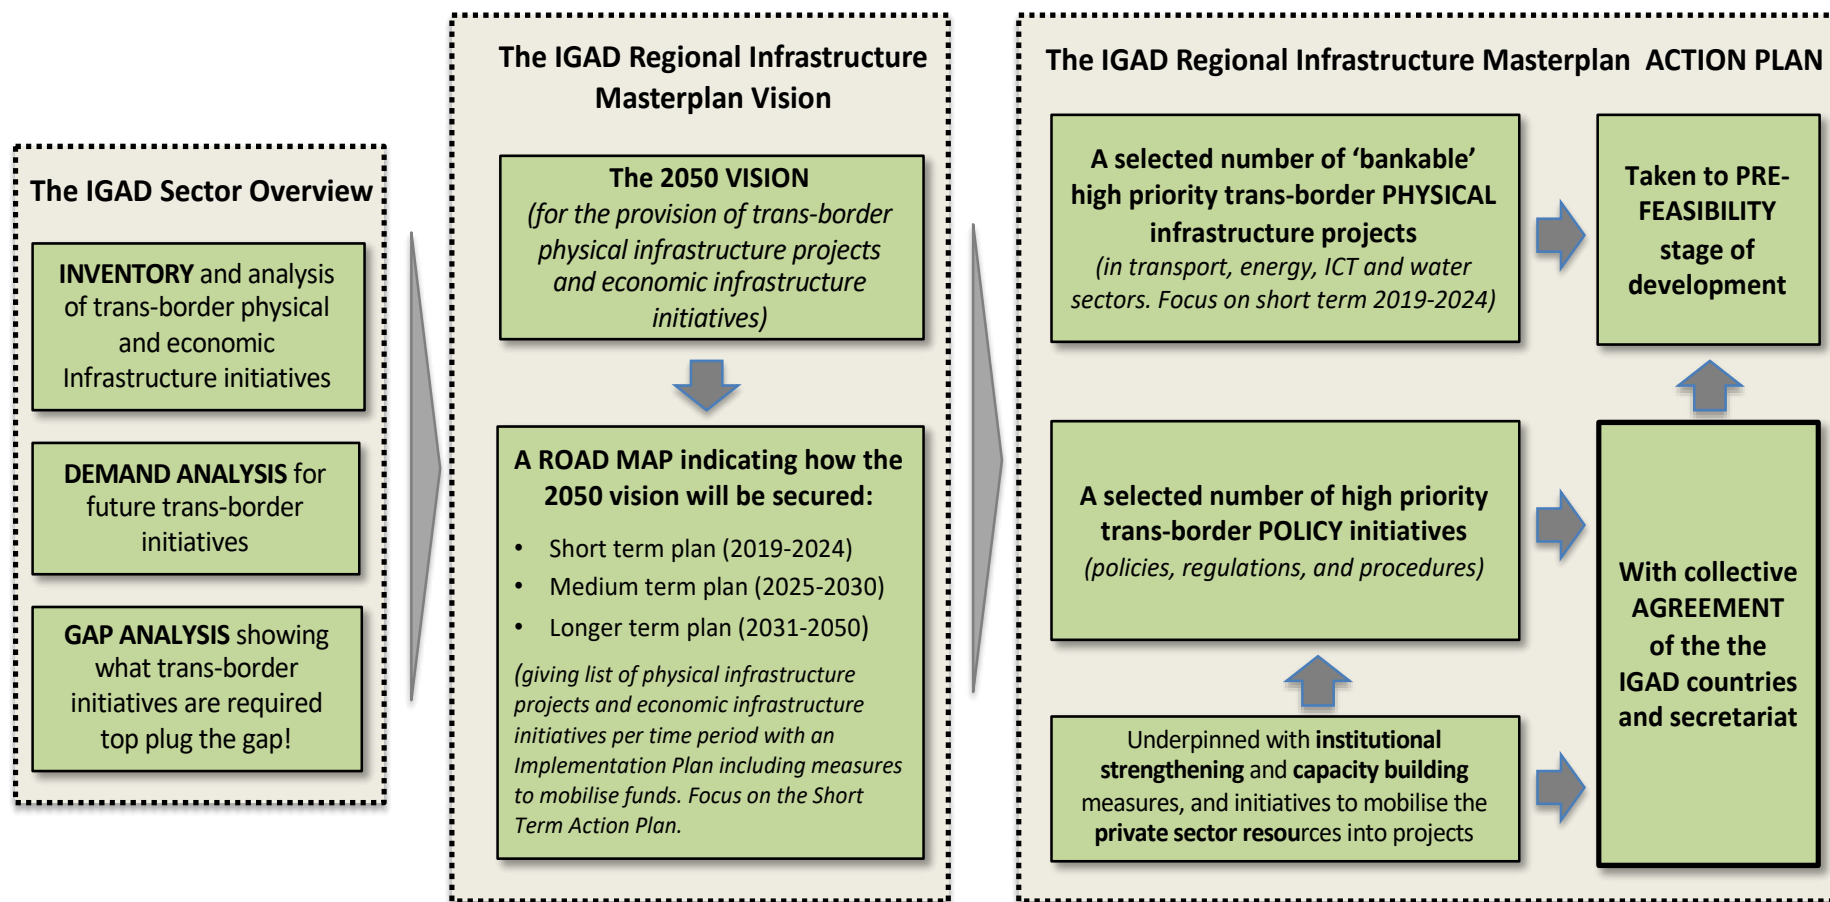 The IGAD Sector Overview
INVENTORY and analysis
of trans-border physical
and economic
Infrastructure initiatives
DEMAND ANALYSIS for
future trans-border
initiatives
GAP ANALYSIS showing
what trans-border
initiatives are required
top plug the gap!
The IGAD Regional Infrastructure
Masterplan Vision
The 2050 VISION
(for the provision of trans-border
physical infrastructure projects
and economic infrastructure
initiatives)
A ROAD MAP indicating how the
2050 vision will be secured:
• Short term plan (2019-2024)
• Medium term plan (2025-2030)
• Longer term plan (2031-2050)
(giving list of physical infrastructure
projects and economic infrastructure
initiatives per time period with an
Implementation Plan including measures
to mobilise funds. Focus on the Short
Term Action Plan.
The IGAD Regional Infrastructure Masterplan ACTION PLAN
A selected number of ‘bankable’
high priority trans-border PHYSICAL
infrastructure projects
(in transport, energy, ICT and water
sectors. Focus on short term 2019-2024)
Taken to PRE-
FEASIBILITY
stage of
development
A selected number of high priority
trans-border POLICY initiatives
(policies, regulations, and procedures)
Underpinned with institutional
strengthening and capacity building
measures, and initiatives to mobilise the
private sector resources into projects
With collective
AGREEMENT
of the the
IGAD countries
and secretariat